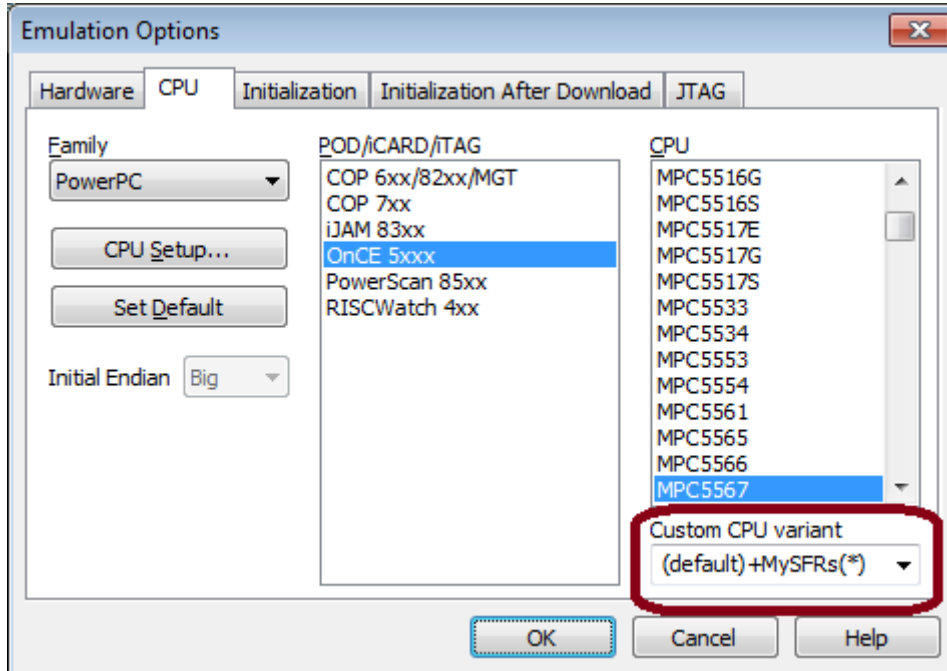 Emulation Options
Hardware CPU Initialization Initialization After Download JTAG
Family
PowerPC
CPU Setup...
Set Default
Initial Endian Big
POD/iCARD/iTAG
COP 6xx/82xx/MGT
COP 7xx
iJAM 83xx
OnCE 5xxx
PowerScan 85xx
RISCWatch 4xx
CPU
MPC5516G
MPC5516S
MPC5517E
MPC5517G
MPC5517S
MPC5533
MPC5534
MPC5553
MPC5554
MPC5561
MPC5565
MPC5566
MPC5567
Custom CPU variant
(default)+MySFRs(*)
OK Cancel Help